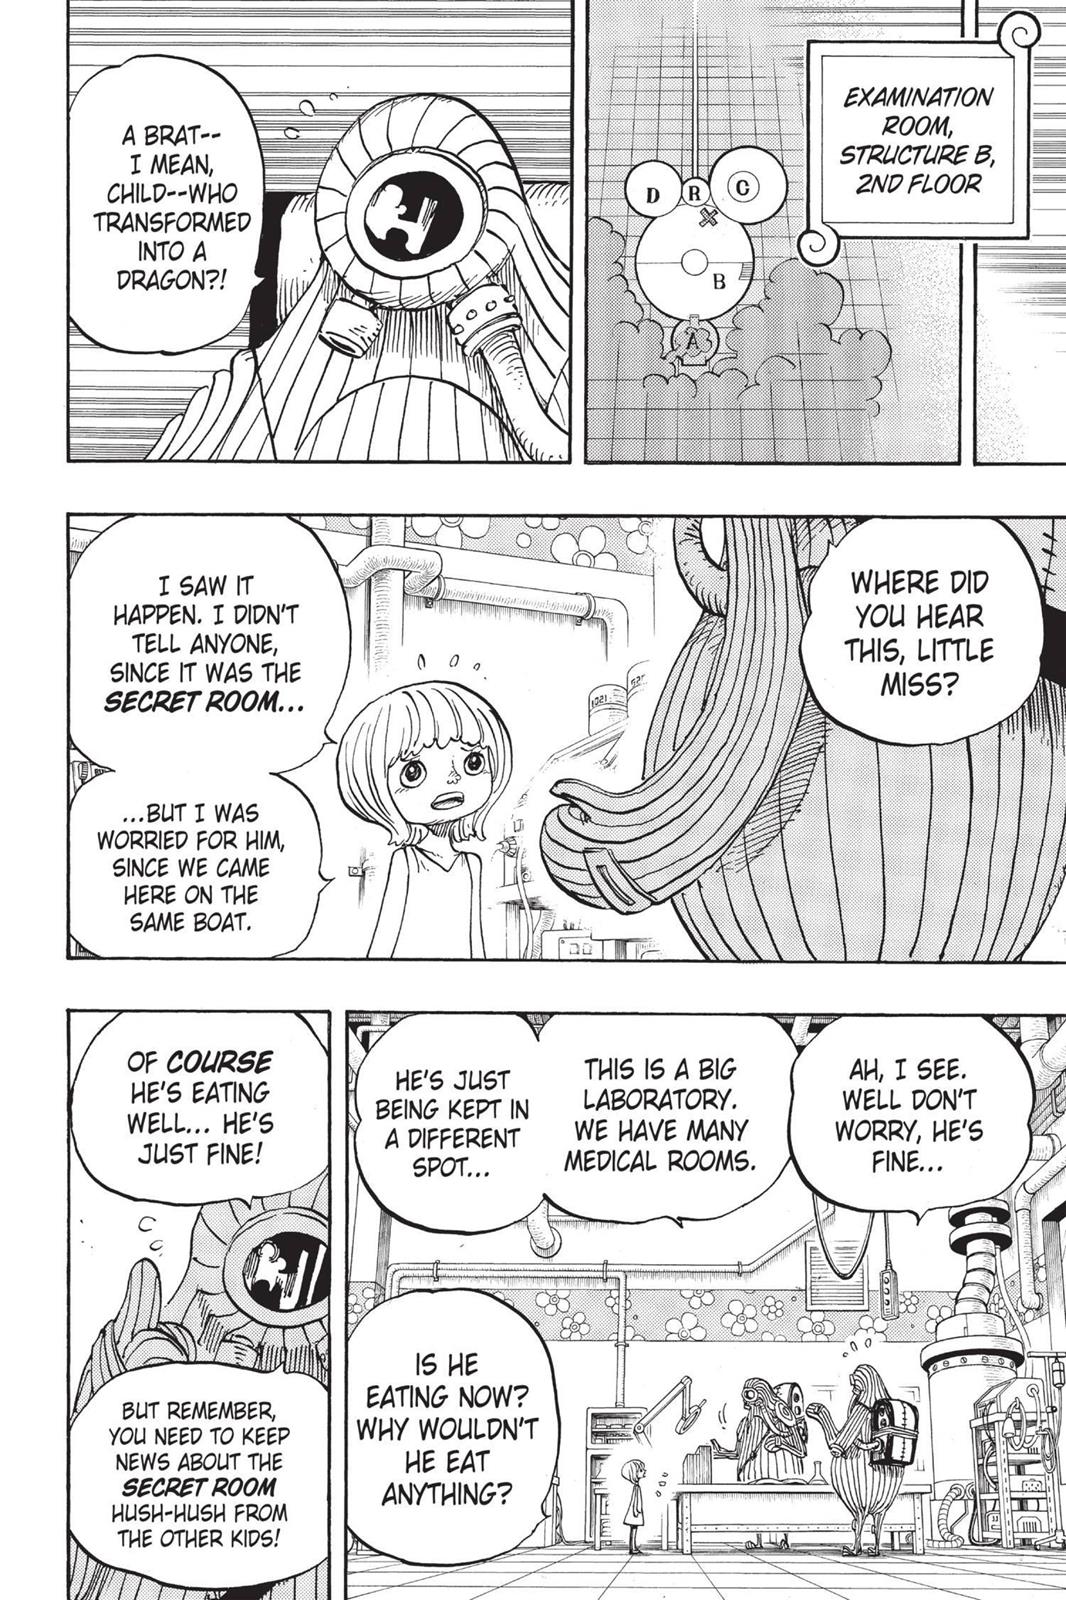 EXAMINATION
ROOM,
STRUCTURE B,
2ND FLOOR
D R C
B
A
A BRAT--
I MEAN,
CHILD--WHO
TRANSFORMED
INTO A
DRAGON?!
WHERE DID
YOU HEAR
THIS, LITTLE
MISS?
I SAW IT
HAPPEN. I DIDN'T
TELL ANYONE,
SINCE IT WAS THE
SECRET ROOM...
...BUT I WAS
WORRIED FOR HIM,
SINCE WE CAME
HERE ON THE
SAME BOAT.
AH, I SEE.
WELL DON'T
WORRY, HE'S
FINE...
THIS IS A BIG
LABORATORY.
WE HAVE MANY
MEDICAL ROOMS.
HE'S JUST
BEING KEPT IN
A DIFFERENT
SPOT...
IS HE
EATING NOW?
WHY WOULDN'T
HE EAT
ANYTHING?
OF COURSE
HE'S EATING
WELL... HE'S
JUST FINE!
BUT REMEMBER,
YOU NEED TO KEEP
NEWS ABOUT THE
SECRET ROOM
HUSH-HUSH FROM
THE OTHER KIDS!